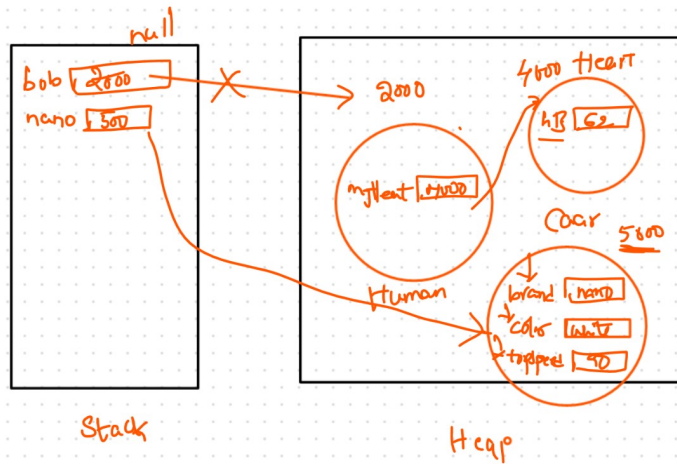 null
bob 2000
nano 500
2000
4000 Heart
hB 62
myHeart 4000
Human
Coar
5000
brand nano
color white
topspeed 90
Stack
Heap